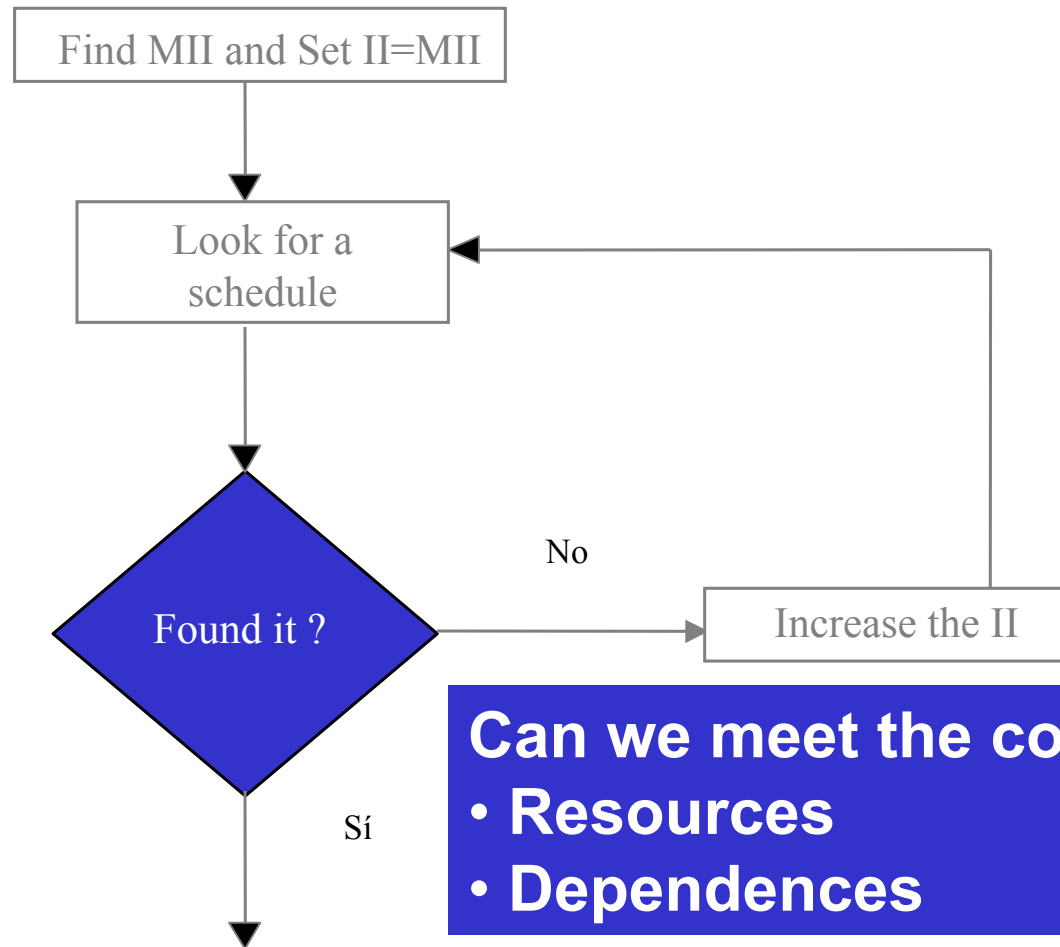 Find MII and Set II=MII
Look for a
schedule
No
Found it ?
Increase the II
Can we meet the
• Resources
• Dependences
Sí